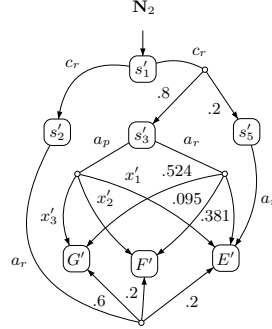 N₂
c_r
s′₁
c_r
.8
.2
s′₂
s′₃
s′₅
a_p
a_r
x′₁
.524
x′₂
.095
x′₃
.381
a_r
G′
F′
E′
.6
.2
.2